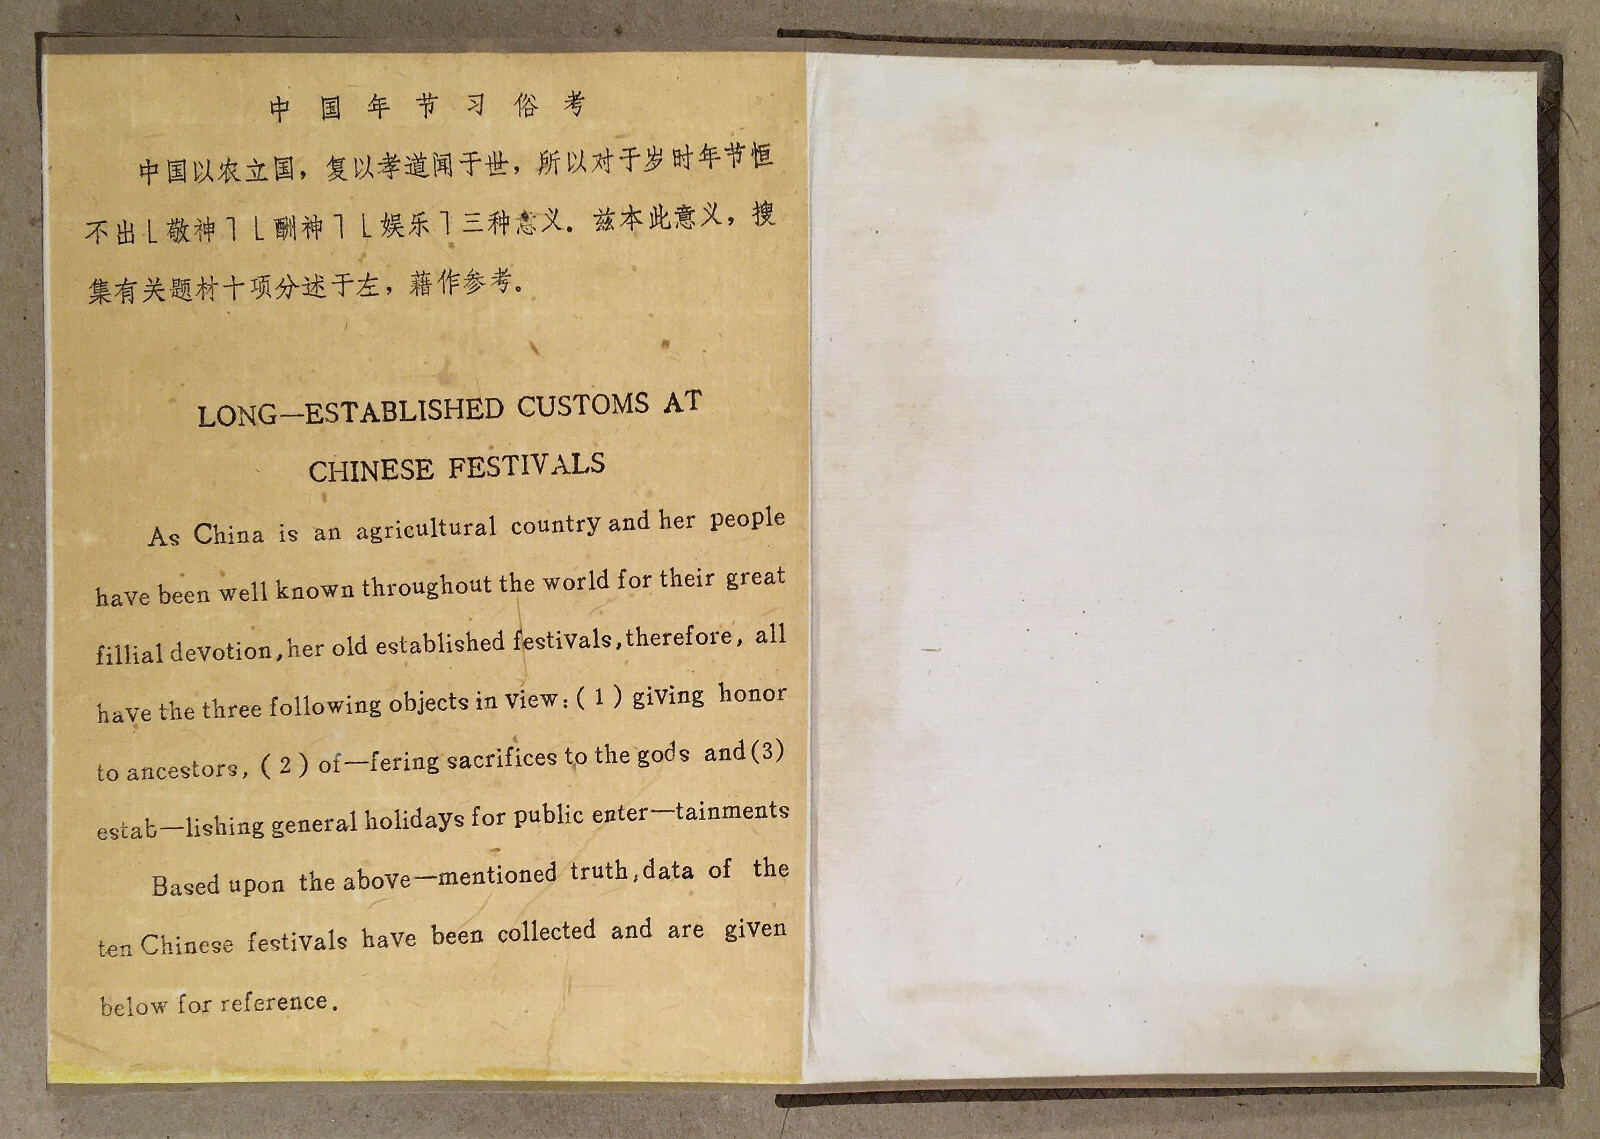 中国年节习俗考
中国以农立国，复以孝道闻于世，所以对于岁时年节恒
不出⌊敬神⌉⌊酬神⌉⌊娱乐⌉三种意义．兹本此意义，搜
集有关题材十项分述于左，藉作参考。
LONG—ESTABLISHED CUSTOMS AT
CHINESE FESTIVALS
As China is an agricultural country and her people
have been well known throughout the world for their great
fillial devotion, her old established festivals, therefore, all
have the three following objects in view: ( 1 ) giving honor
to ancestors, ( 2 ) of—fering sacrifices to the gods and (3)
estab—lishing general holidays for public enter—tainments
Based upon the above—mentioned truth, data of the
ten Chinese festivals have been collected and are given
below for reference.